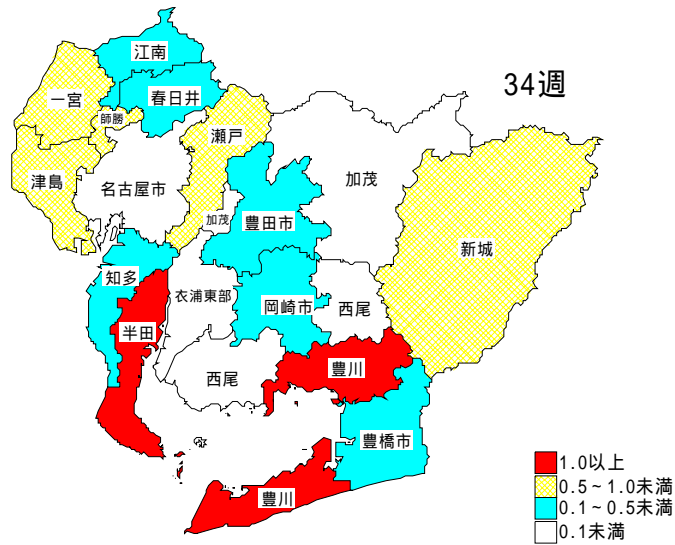 34週
江南
一宮
春日井
師勝
瀬戸
津島
名古屋市
加茂
加茂
豊田市
新城
知多
衣浦東部
岡崎市
西尾
半田
西尾
豊川
豊橋市
豊川
1.0以上
0.5~1.0未満
0.1~0.5未満
0.1未満